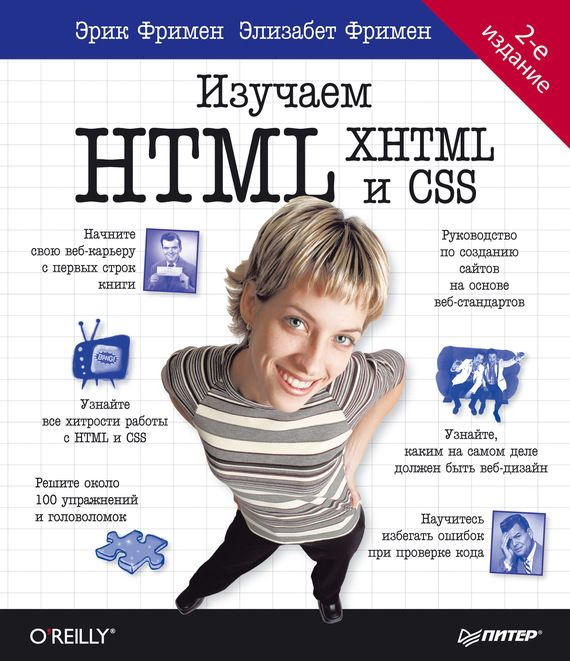 Эрик Фримен Элизабет Фримен
2-е
издание
Изучаем
HTML
XHTML
и CSS
Начните
свою веб-карьеру
с первых строк
книги
Руководство
по созданию
сайтов
на основе
веб-стандартов
BANG!
Узнайте
все хитрости работы
с HTML и CSS
Узнайте,
каким на самом деле
должен быть веб-дизайн
Решите около
100 упражнений
и головоломок
Научитесь
избегать ошибок
при проверке кода
O'REILLY®
ПИТЕР®